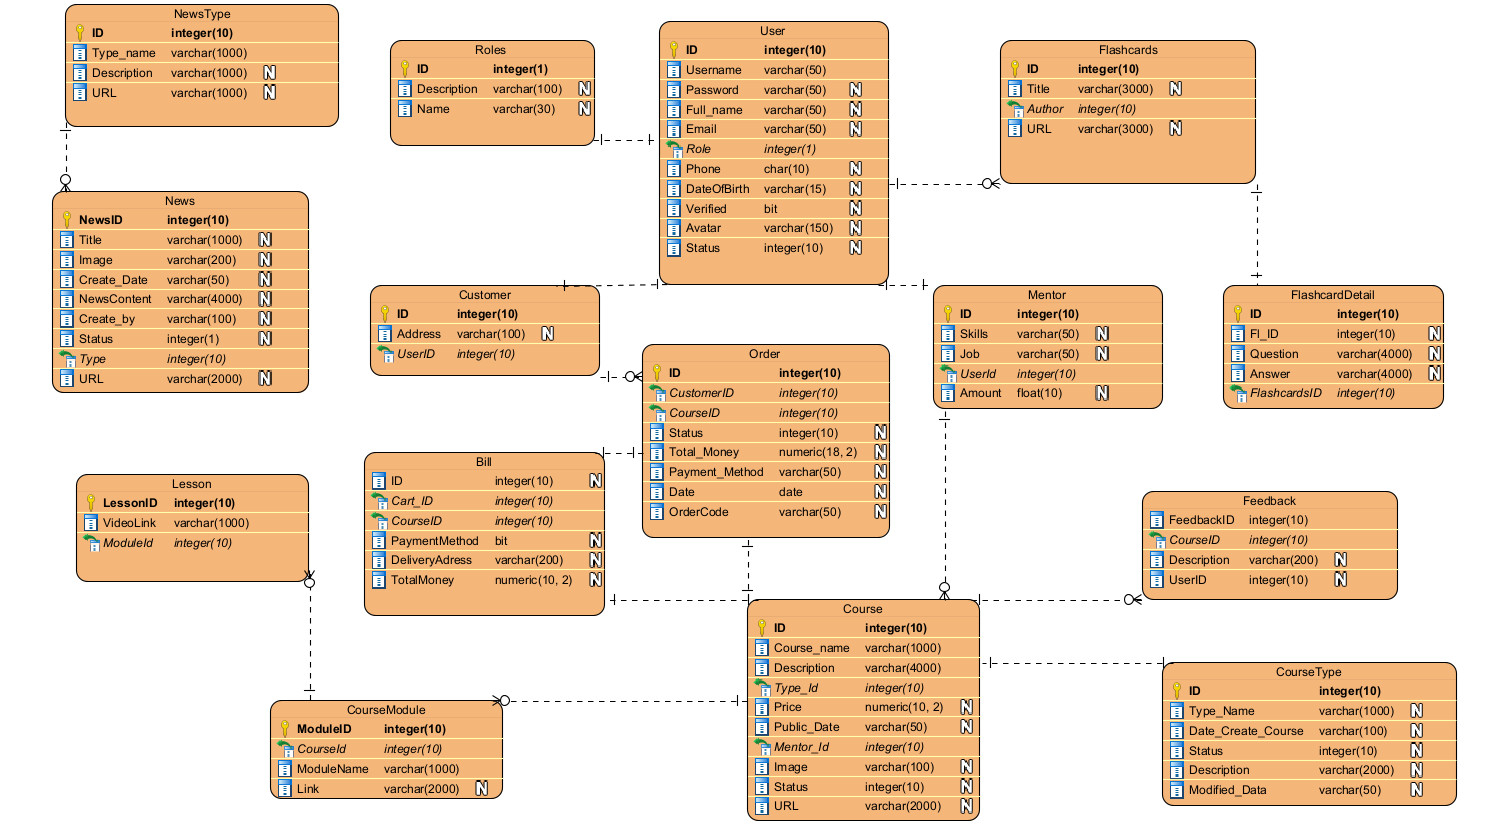 NewsType
ID integer(10)
Type_name varchar(1000)
Description varchar(1000) N
URL varchar(1000) N
Roles
ID integer(1)
Description varchar(100) N
Name varchar(30) N
User
ID integer(10)
Username varchar(50)
Password varchar(50) N
Full_name varchar(50) N
Email varchar(50) N
Role integer(1)
Phone char(10) N
DateOfBirth varchar(15) N
Verified bit N
Avatar varchar(150) N
Status integer(10) N
Flashcards
ID integer(10)
Title varchar(3000) N
Author integer(10)
URL varchar(3000) N
News
NewsID integer(10)
Title varchar(1000) N
Image varchar(200) N
Create_Date varchar(50) N
NewsContent varchar(4000) N
Create_by varchar(100) N
Status integer(1) N
Type integer(10)
URL varchar(2000) N
Customer
ID integer(10)
Address varchar(100) N
UserID integer(10)
Mentor
ID integer(10)
Skills varchar(50) N
Job varchar(50) N
UserId integer(10)
Amount float(10) N
FlashcardDetail
ID integer(10)
Fl_ID integer(10) N
Question varchar(4000) N
Answer varchar(4000) N
FlashcardsID integer(10)
Order
ID integer(10)
CustomerID integer(10)
CourseID integer(10)
Status integer(10) N
Total_Money numeric(18, 2) N
Payment_Method varchar(50) N
Date date N
OrderCode varchar(50) N
Bill
ID integer(10) N
Cart_ID integer(10)
CourseID integer(10)
PaymentMethod bit N
DeliveryAdress varchar(200) N
TotalMoney numeric(10, 2) N
Lesson
LessonID integer(10)
VideoLink varchar(1000)
ModuleId integer(10)
Feedback
FeedbackID integer(10)
CourseID integer(10)
Description varchar(200) N
UserID integer(10) N
Course
ID integer(10)
Course_name varchar(1000)
Description varchar(4000)
Type_Id integer(10)
Price numeric(10, 2) N
Public_Date varchar(50) N
Mentor_Id integer(10)
Image varchar(100) N
Status integer(10) N
URL varchar(2000) N
CourseType
ID integer(10)
Type_Name varchar(1000) N
Date_Create_Course varchar(100) N
Status integer(10) N
Description varchar(2000) N
Modified_Data varchar(50) N
CourseModule
ModuleID integer(10)
CourseId integer(10)
ModuleName varchar(1000)
Link varchar(2000) N